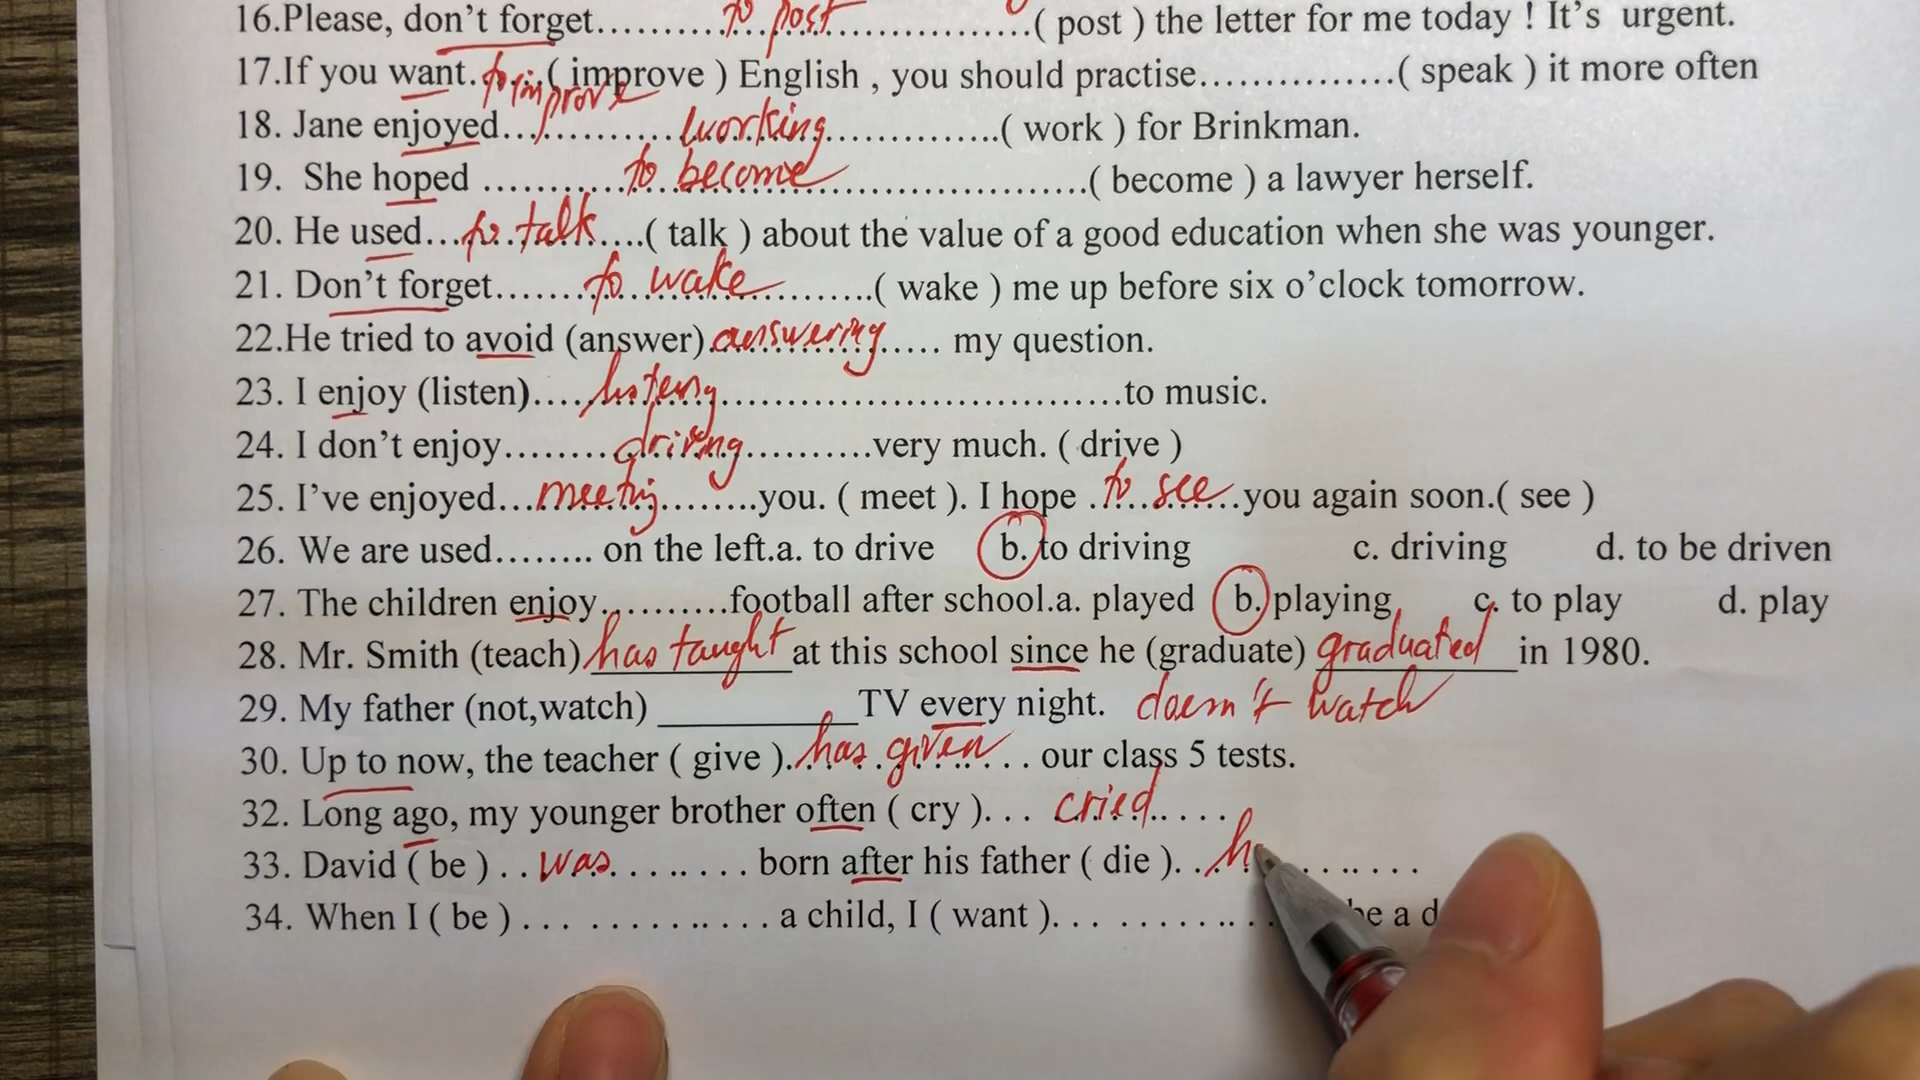 16.Please, don't forget...........to post..................( post ) the letter for me today ! It's urgent.
17.If you want.to improve( improve ) English , you should practise...............( speak ) it more often
18. Jane enjoyed..............working................( work ) for Brinkman.
19. She hoped ............to become........................( become ) a lawyer herself.
20. He used...to talk....( talk ) about the value of a good education when she was younger.
21. Don't forget.......to wake.............( wake ) me up before six o'clock tomorrow.
22.He tried to avoid (answer).answering..... my question.
23. I enjoy (listen)....listeng..............................to music.
24. I don't enjoy........driving..........very much. ( drive )
25. I've enjoyed...meeting........you. ( meet ). I hope .to see.you again soon.( see )
26. We are used........ on the left.a. to drive b. to driving c. driving d. to be driven
27. The children enjoy..........football after school.a. played b. playing c. to play d. play
28. Mr. Smith (teach) has taught at this school since he (graduate) graduated in 1980.
29. My father (not,watch) __________TV every night. doesn't watch
30. Up to now, the teacher ( give ).has given... our class 5 tests.
32. Long ago, my younger brother often ( cry ). . . cried.....
33. David ( be ) . . was. . . . . . . . born after his father ( die ). . . h . . . . . .
34. When I ( be ) . . . . . . . . . . . . . a child, I ( want ). . . . . . . . . . . be a d